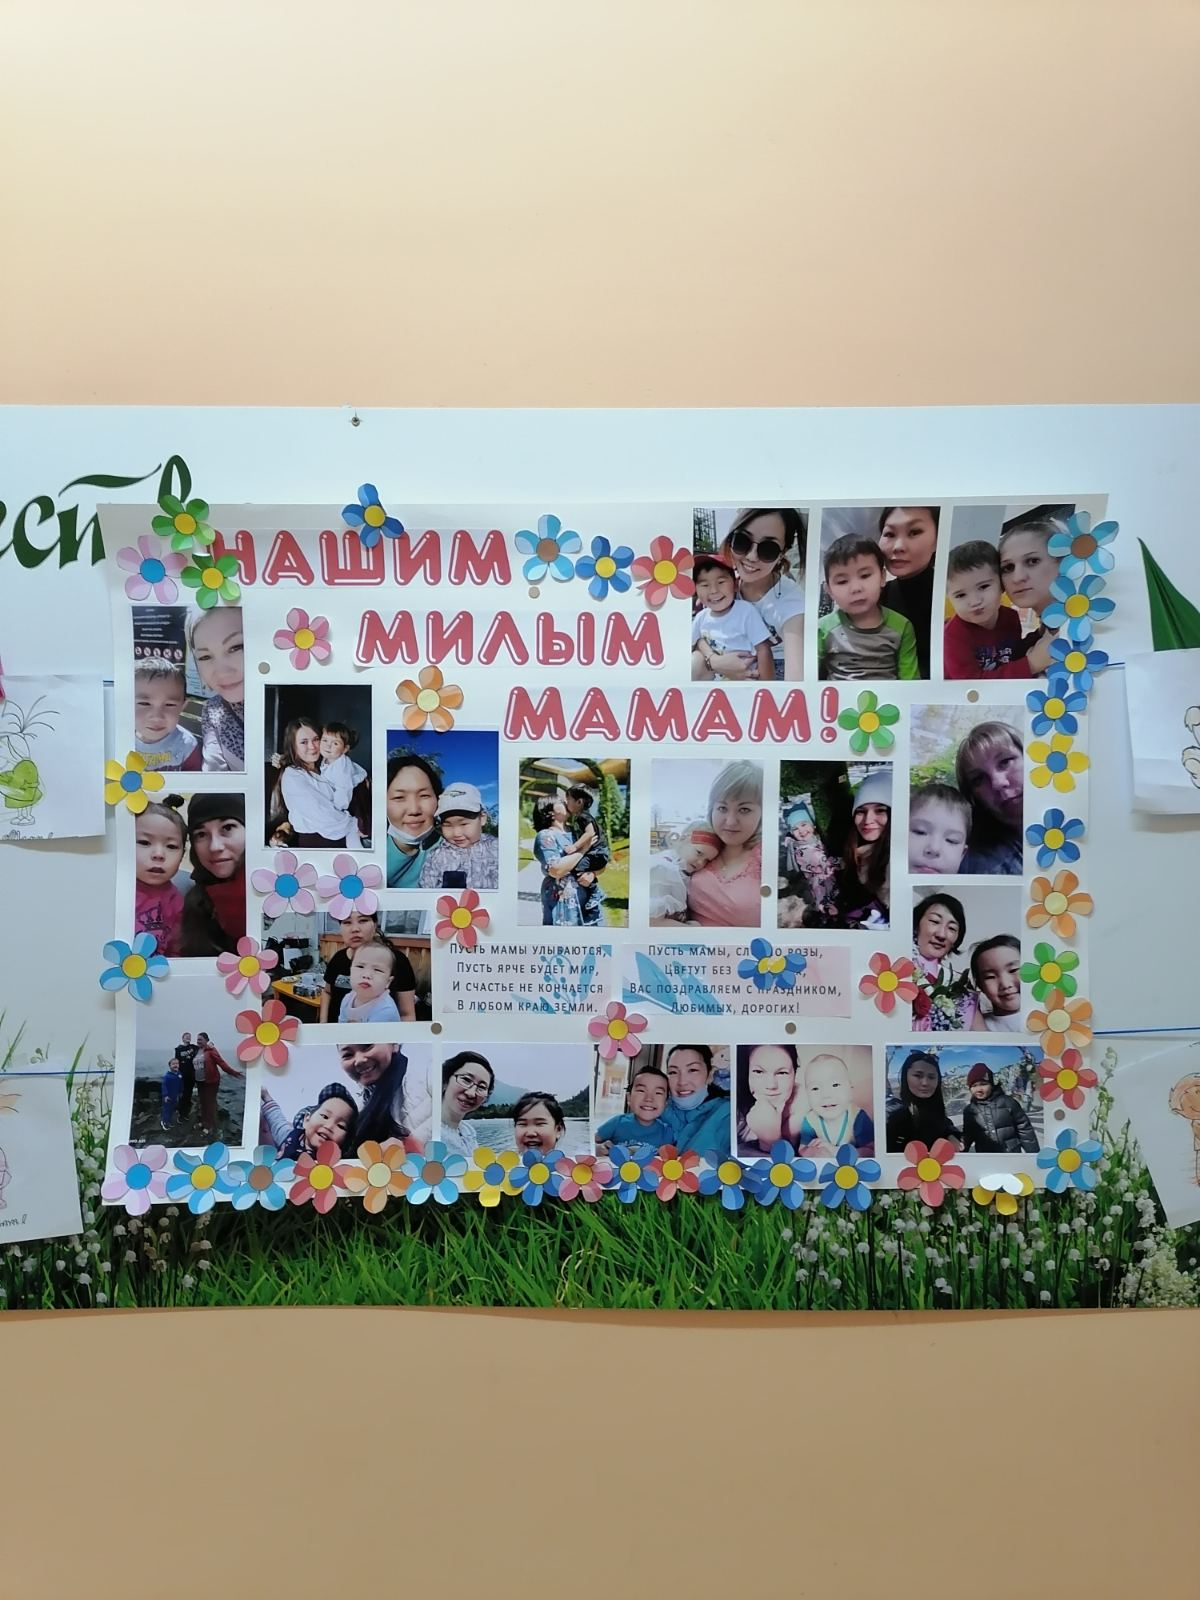 НАШИМ
МИЛЫМ
МАМАМ!
ПУСТЬ МАМЫ УЛЫБАЮТСЯ,
ПУСТЬ ЯРЧЕ БУДЕТ МИР,
И СЧАСТЬЕ НЕ КОНЧАЕТСЯ
В ЛЮБОМ КРАЮ ЗЕМЛИ.
ПУСТЬ МАМЫ, РОЗЫ,
ЦВЕТУТ БЕЗ
ВАС ПОЗДРАВЛЯЕМ С ПРАЗДНИКОМ,
ЛЮБИМЫХ, ДОРОГИХ!